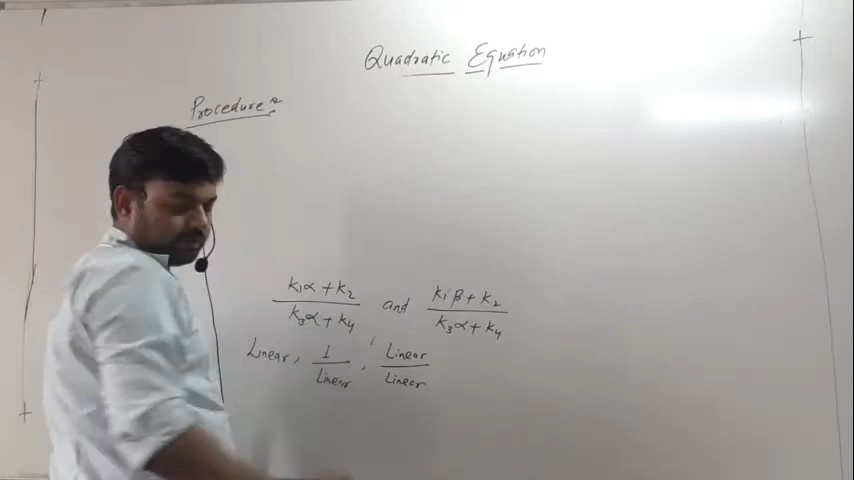 Quadratic Equation
Procedure :
k₁α + k₂ / k₃α + k₄ and k₁β + k₂ / k₃α + k₄
Linear, 1 / Linear, Linear / Linear